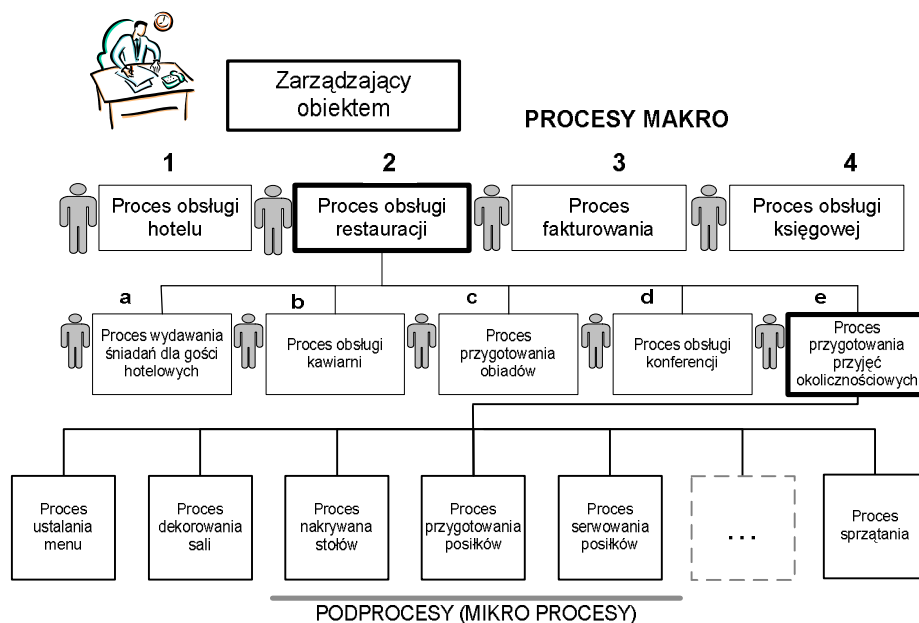 Zarządzający
obiektem
PROCESY MAKRO
1
2
3
4
Proces obsługi
hotelu
Proces obsługi
restauracji
Proces
fakturowania
Proces obsługi
księgowej
a
b
c
d
e
Proces wydawania
śniadań dla gości
hotelowych
Proces obsługi
kawiarni
Proces
przygotowania
obiadów
Proces obsługi
konferencji
Proces
przygotowania
przyjęć
okolicznościowych
Proces
ustalania
menu
Proces
dekorowania
sali
Proces
nakrywana
stołów
Proces
przygotowania
posiłków
Proces
serwowania
posiłków
...
Proces
sprzątania
PODPROCESY (MIKRO PROCESY)